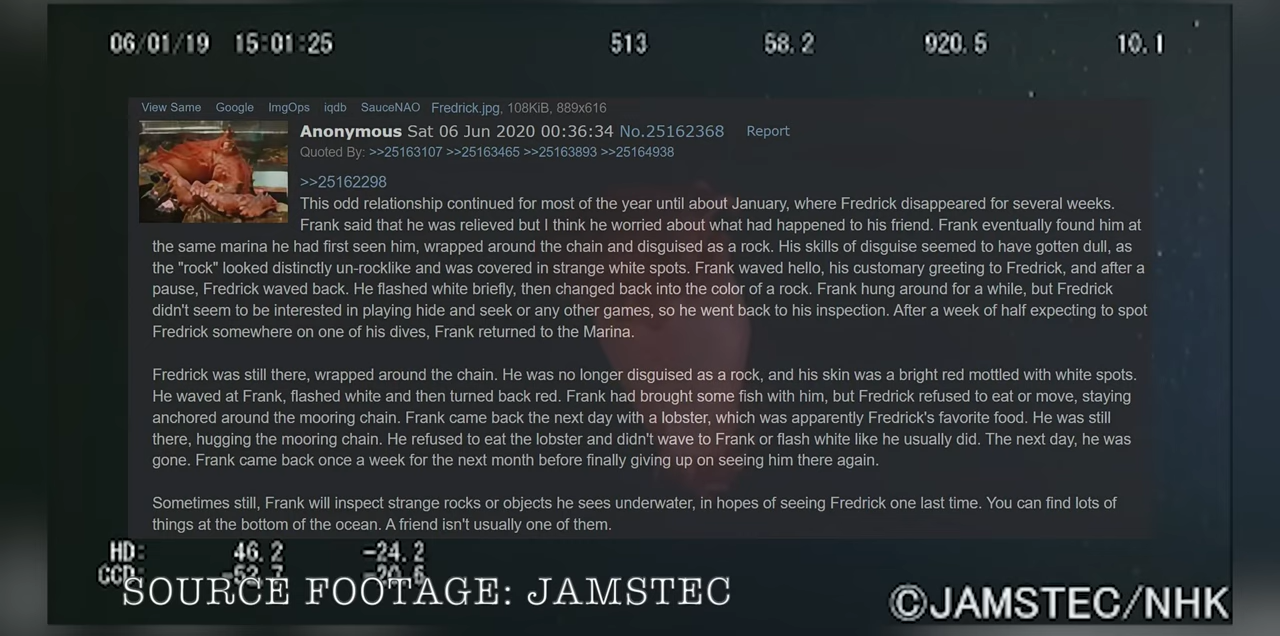 06/01/19 15:01:25 513 58.2 920.5 10.1
View Same Google ImgOps iqdb SauceNAO Fredrick.jpg, 108KiB, 889x616
Anonymous Sat 06 Jun 2020 00:36:34 No.25162368 Report
Quoted By: >>25163107 >>25163465 >>25163893 >>25164938
>>25162298
This odd relationship continued for most of the year until about January, where Fredrick disappeared for several weeks.
Frank said that he was relieved but I think he worried about what had happened to his friend. Frank eventually found him at
the same marina he had first seen him, wrapped around the chain and disguised as a rock. His skills of disguise seemed to have gotten dull, as
the "rock" looked distinctly un-rocklike and was covered in strange white spots. Frank waved hello, his customary greeting to Fredrick, and after a
pause, Fredrick waved back. He flashed white briefly, then changed back into the color of a rock. Frank hung around for a while, but Fredrick
didn't seem to be interested in playing hide and seek or any other games, so he went back to his inspection. After a week of half expecting to spot
Fredrick somewhere on one of his dives, Frank returned to the Marina.
Fredrick was still there, wrapped around the chain. He was no longer disguised as a rock, and his skin was a bright red mottled with white spots.
He waved at Frank, flashed white and then turned back red. Frank had brought some fish with him, but Fredrick refused to eat or move, staying
anchored around the mooring chain. Frank came back the next day with a lobster, which was apparently Fredrick's favorite food. He was still
there, hugging the mooring chain. He refused to eat the lobster and didn't wave to Frank or flash white like he usually did. The next day, he was
gone. Frank came back once a week for the next month before finally giving up on seeing him there again.
Sometimes still, Frank will inspect strange rocks or objects he sees underwater, in hopes of seeing Fredrick one last time. You can find lots of
things at the bottom of the ocean. A friend isn't usually one of them.
HD: 46.2 -24.2
CCD:
SOURCE FOOTAGE: JAMSTEC
©JAMSTEC/NHK